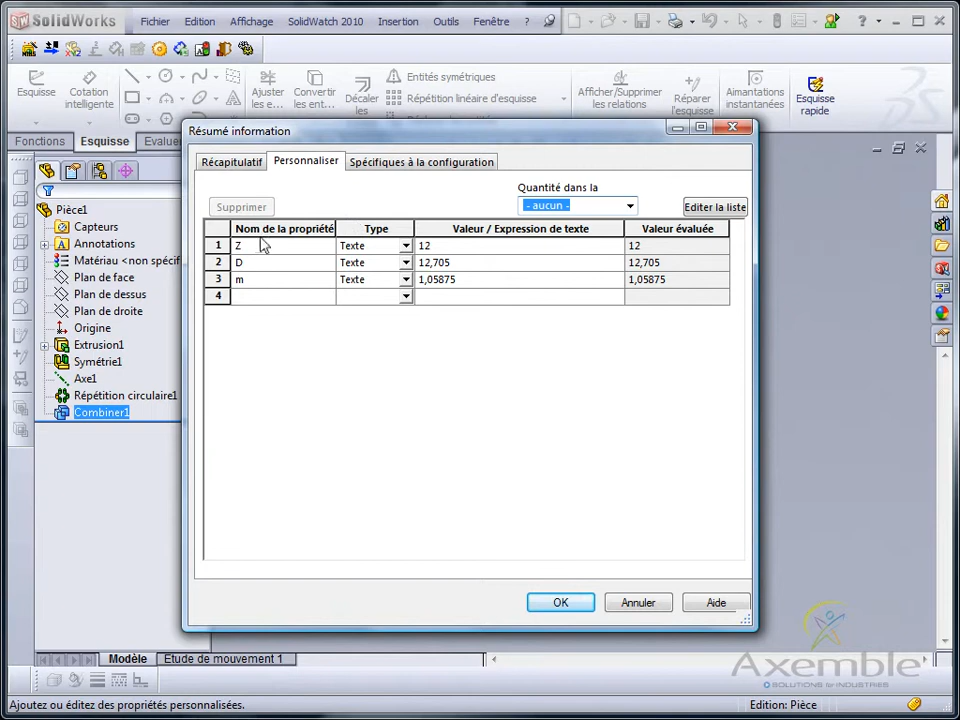 SolidWorks Fichier Edition Affichage SolidWatch 2010 Insertion Outils Fenêtre ? ?
Esquisse
Cotation
intelligente
Ajuster
les e...
Convertir
les ent...
Décaler
les
Entités symétriques
Répétition linéaire d'esquisse
Afficher/Supprimer
les relations
Réparer
l'esquisse
Aimantations
instantanées
Esquisse
rapide
Fonctions Esquisse Evaluer
Résumé information
Récapitulatif Personnaliser Spécifiques à la configuration
Quantité dans la
Supprimer - aucun - Editer la liste
Nom de la propriété Type Valeur / Expression de texte Valeur évaluée
1 Z Texte 12 12
2 D Texte 12,705 12,705
3 m Texte 1,05875 1,05875
4
OK Annuler Aide
Pièce1
Capteurs
Annotations
Matériau <non spécif
Plan de face
Plan de dessus
Plan de droite
Origine
Extrusion1
Symétrie1
Axe1
Répétition circulaire1
Combiner1
Axemble
SOLUTIONS for INDUSTRIES
Modèle Etude de mouvement 1
Ajoutez ou éditez des propriétés personnalisées. Edition: Pièce